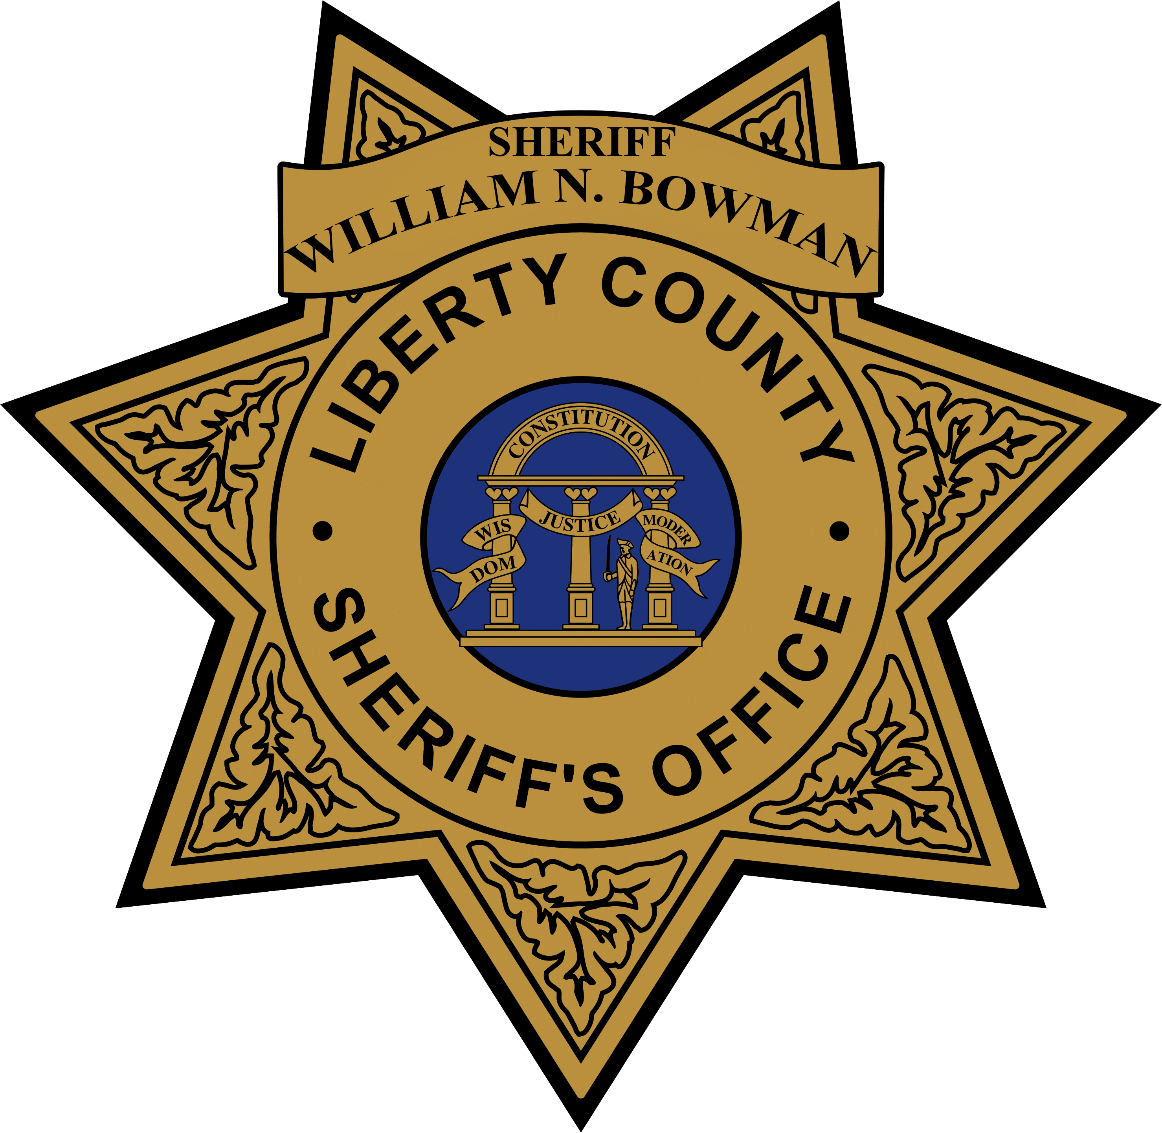 SHERIFF
WILLIAM N. BOWMAN
LIBERTY COUNTY
CONSTITUTION
WIS
DOM
JUSTICE
MODER
ATION
• SHERIFF'S OFFICE •